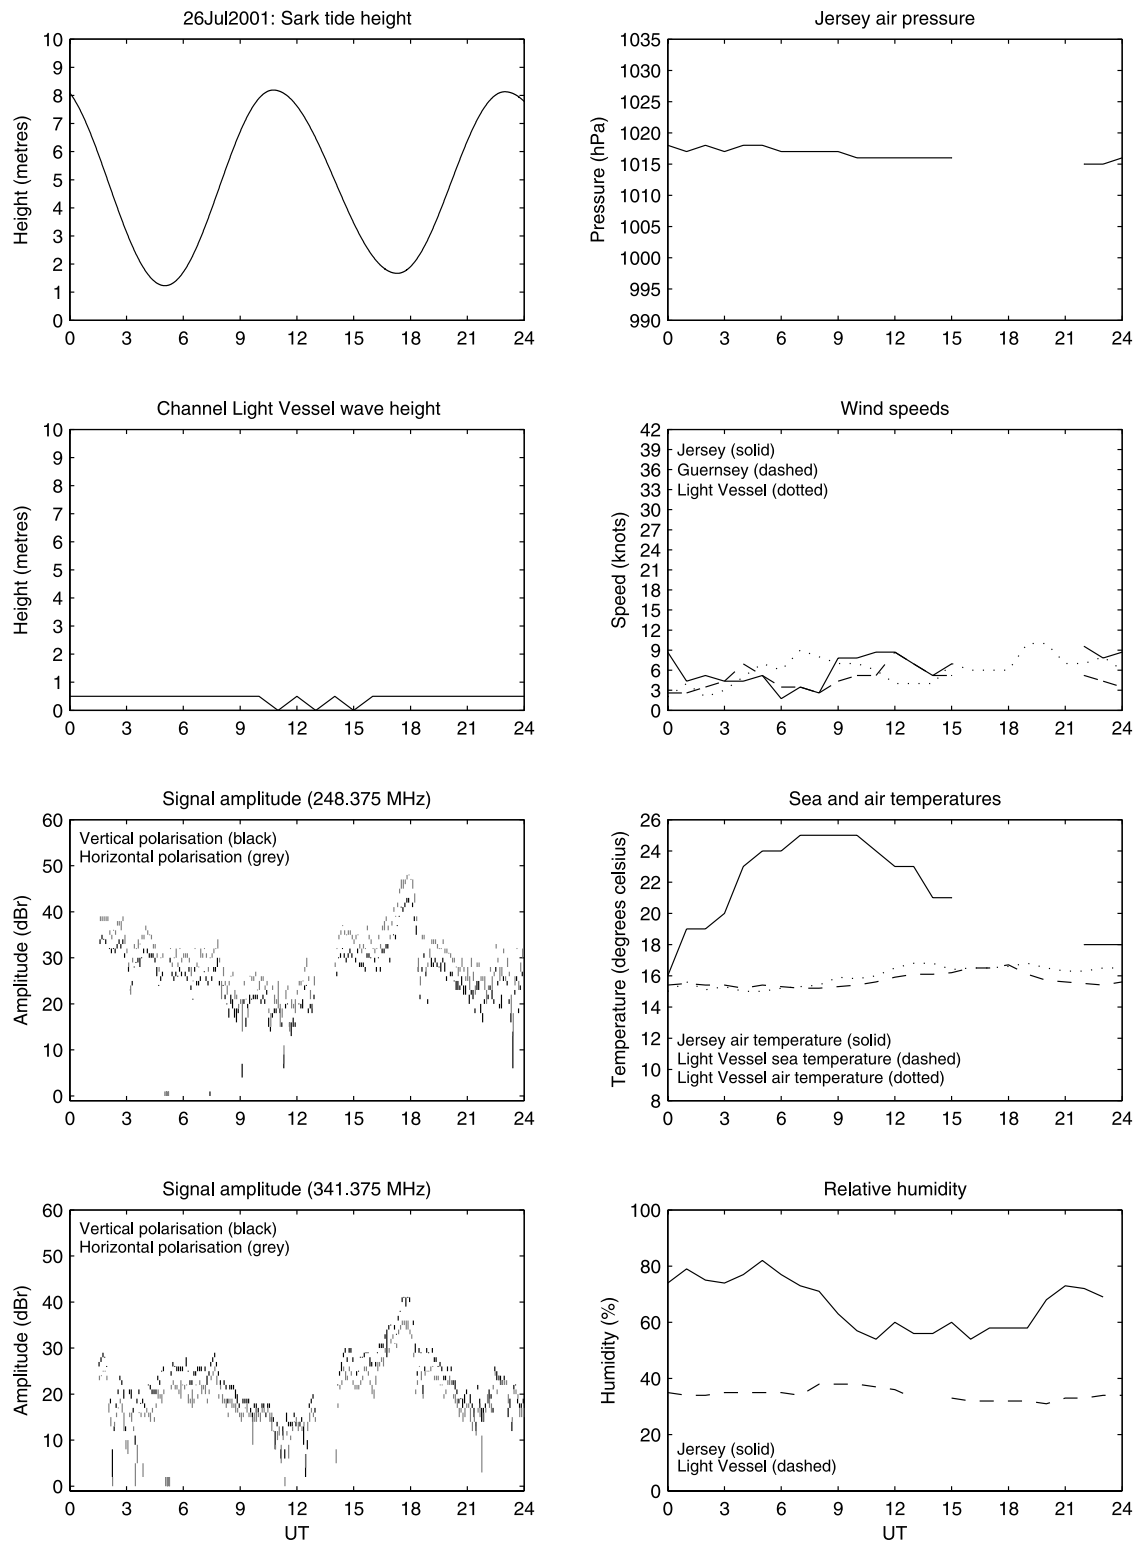 26Jul2001: Sark tide height
10
9
8
7
6
5
4
3
2
1
0
Height (metres)
0 3 6 9 12 15 18 21 24
Jersey air pressure
1035
1030
1025
1020
1015
1010
1005
1000
995
990
Pressure (hPa)
0 3 6 9 12 15 18 21 24
Channel Light Vessel wave height
10
9
8
7
6
5
4
3
2
1
0
Height (metres)
0 3 6 9 12 15 18 21 24
Wind speeds
42
39
36
33
30
27
24
21
18
15
12
9
6
3
0
Speed (knots)
Jersey (solid)
Guernsey (dashed)
Light Vessel (dotted)
0 3 6 9 12 15 18 21 24
Signal amplitude (248.375 MHz)
60
50
40
30
20
10
0
Amplitude (dBr)
Vertical polarisation (black)
Horizontal polarisation (grey)
0 3 6 9 12 15 18 21 24
Sea and air temperatures
26
24
22
20
18
16
14
12
10
8
Temperature (degrees celsius)
Jersey air temperature (solid)
Light Vessel sea temperature (dashed)
Light Vessel air temperature (dotted)
0 3 6 9 12 15 18 21 24
Signal amplitude (341.375 MHz)
60
50
40
30
20
10
0
Amplitude (dBr)
Vertical polarisation (black)
Horizontal polarisation (grey)
0 3 6 9 12 15 18 21 24
UT
Relative humidity
100
80
60
40
20
0
Humidity (%)
Jersey (solid)
Light Vessel (dashed)
0 3 6 9 12 15 18 21 24
UT